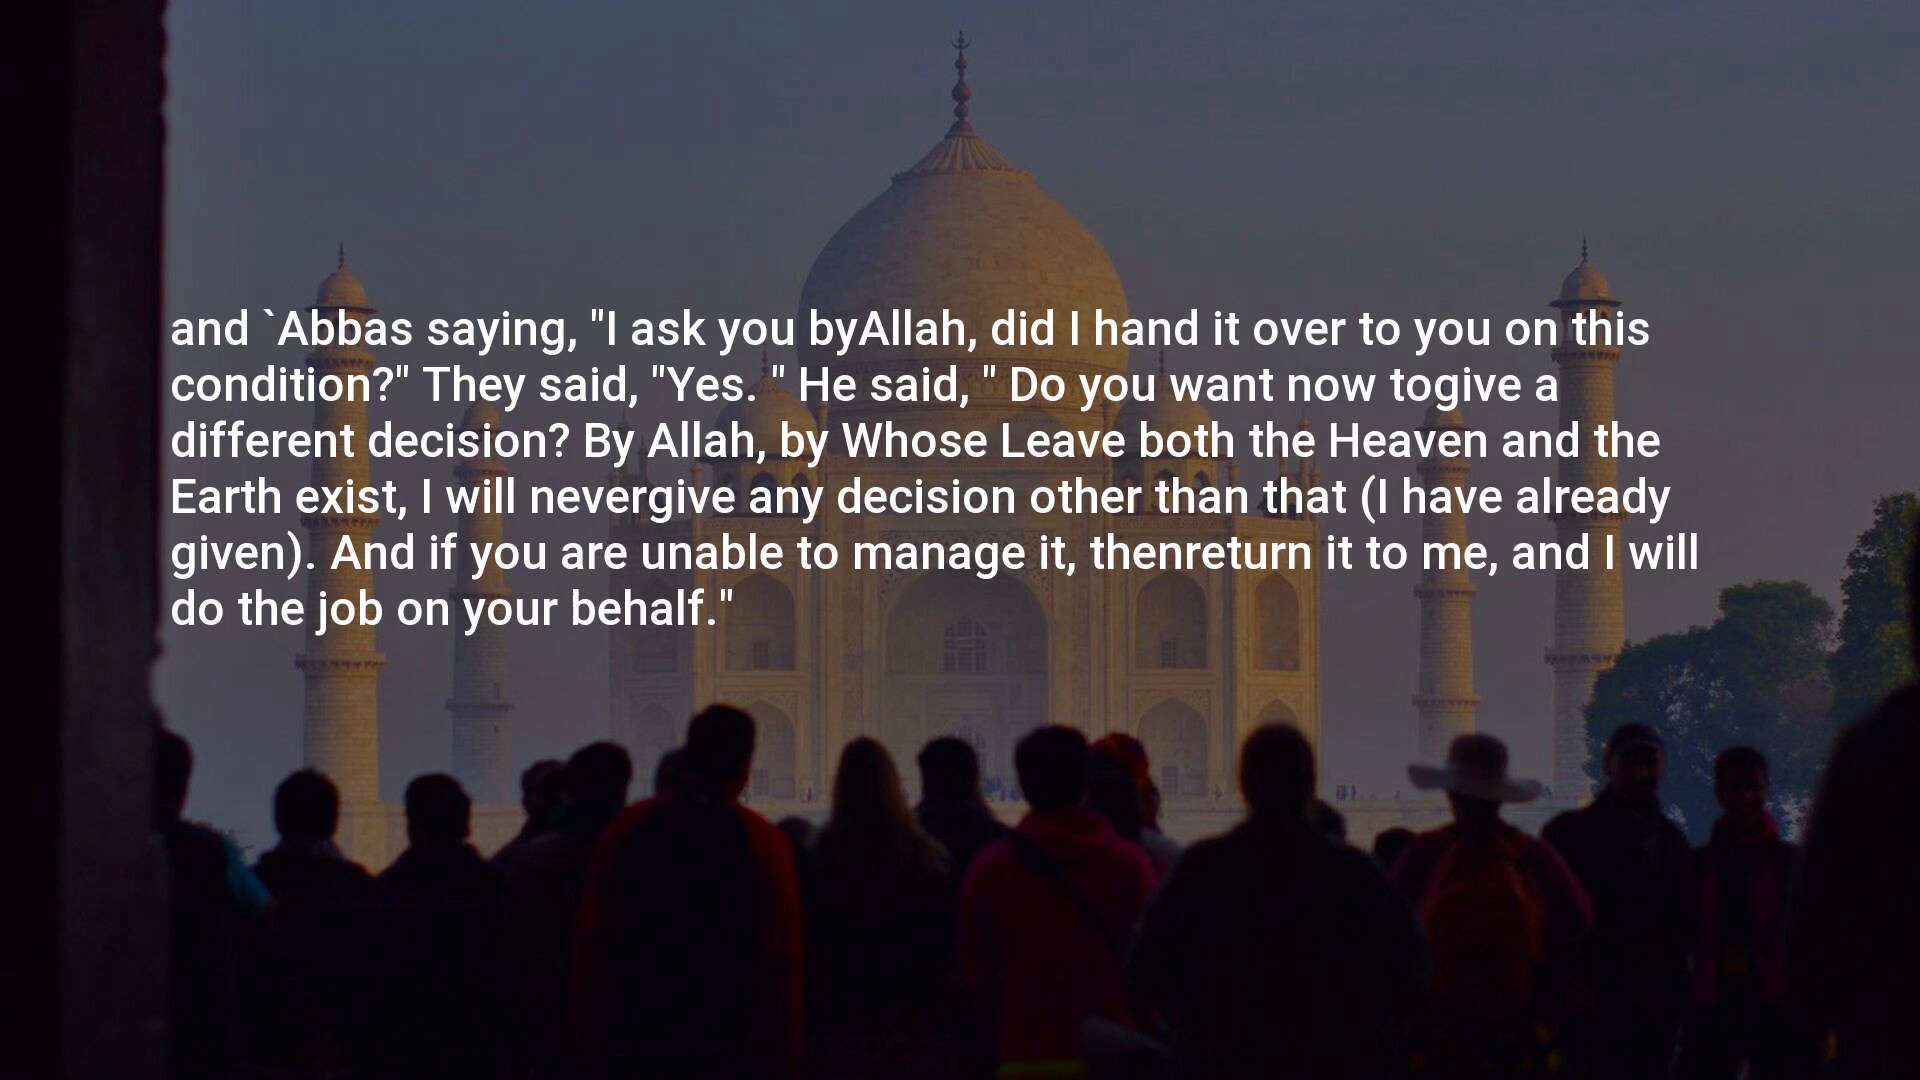 and `Abbas saying, "I ask you byAllah, did I hand it over to you on this
condition?" They said, "Yes. " He said, " Do you want now togive a
different decision? By Allah, by Whose Leave both the Heaven and the
Earth exist, I will nevergive any decision other than that (I have already
given). And if you are unable to manage it, thenreturn it to me, and I will
do the job on your behalf."